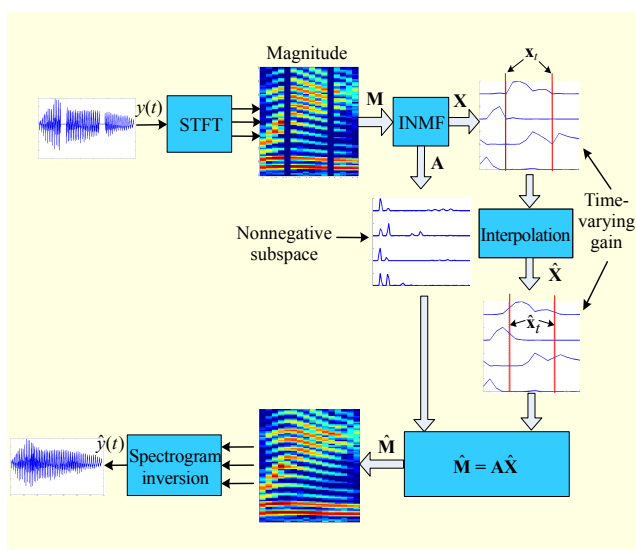 Magnitude
y(t)
STFT
M
INMF
X
x_t
A
Time-
varying
gain
Nonnegative
subspace
Interpolation
X̂
x̂_t
M̂ = AX̂
M̂
Spectrogram
inversion
ŷ(t)